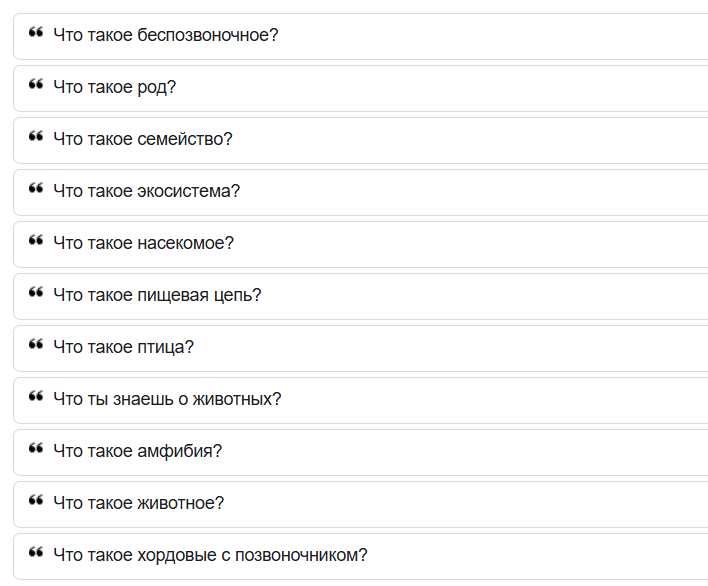 ❝ Что такое беспозвоночное?
❝ Что такое род?
❝ Что такое семейство?
❝ Что такое экосистема?
❝ Что такое насекомое?
❝ Что такое пищевая цепь?
❝ Что такое птица?
❝ Что ты знаешь о животных?
❝ Что такое амфибия?
❝ Что такое животное?
❝ Что такое хордовые с позвоночником?